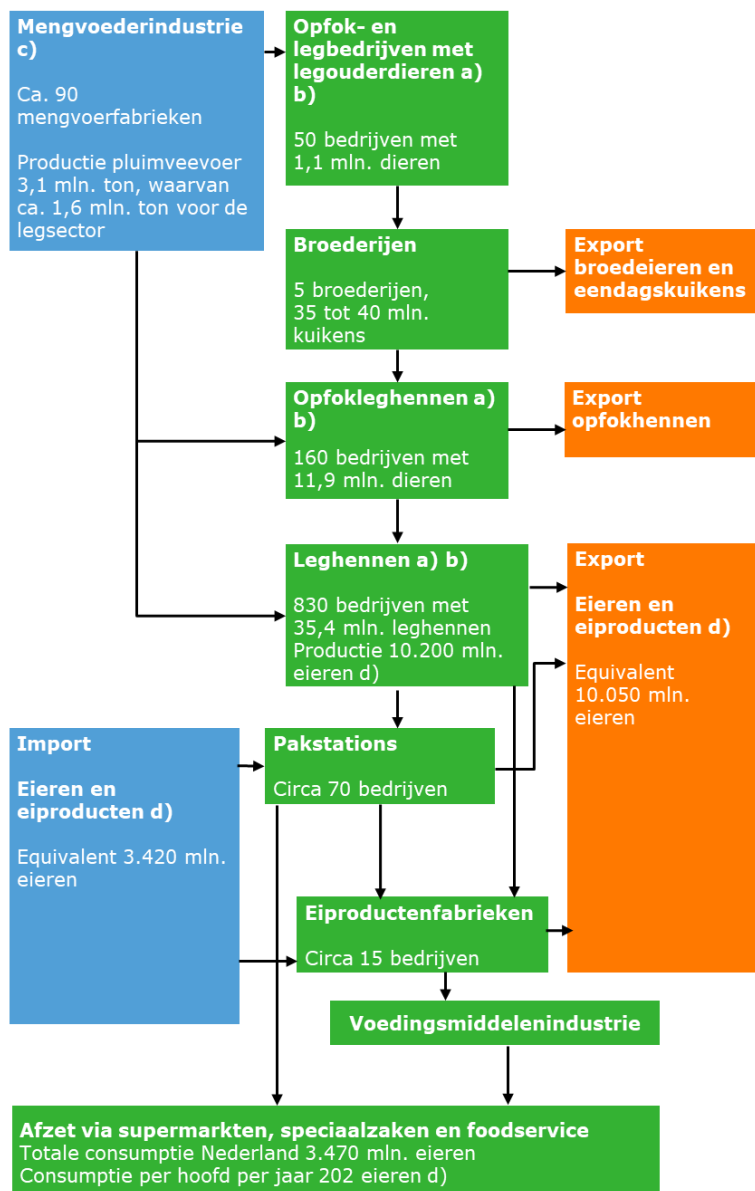 Mengvoederindustrie
c)
Ca. 90
mengvoerfabrieken
Productie pluimveevoer
3,1 mln. ton, waarvan
ca. 1,6 mln. ton voor de
legsector
Opfok- en
legbedrijven met
legouderdieren a)
b)
50 bedrijven met
1,1 mln. dieren
Broederijen
5 broederijen,
35 tot 40 mln.
kuikens
Export
broedeieren en
eendagskuikens
Opfokleghennen a)
b)
160 bedrijven met
11,9 mln. dieren
Export
opfokhennen
Leghennen a) b)
830 bedrijven met
35,4 mln. leghennen
Productie 10.200 mln.
eieren d)
Export
Eieren en
eiproducten d)
Equivalent
10.050 mln.
eieren
Import
Eieren en
eiproducten d)
Equivalent 3.420 mln.
eieren
Pakstations
Circa 70 bedrijven
Eiproductenfabrieken
Circa 15 bedrijven
Voedingsmiddelenindustrie
Afzet via supermarkten, speciaalzaken en foodservice
Totale consumptie Nederland 3.470 mln. eieren
Consumptie per hoofd per jaar 202 eieren d)